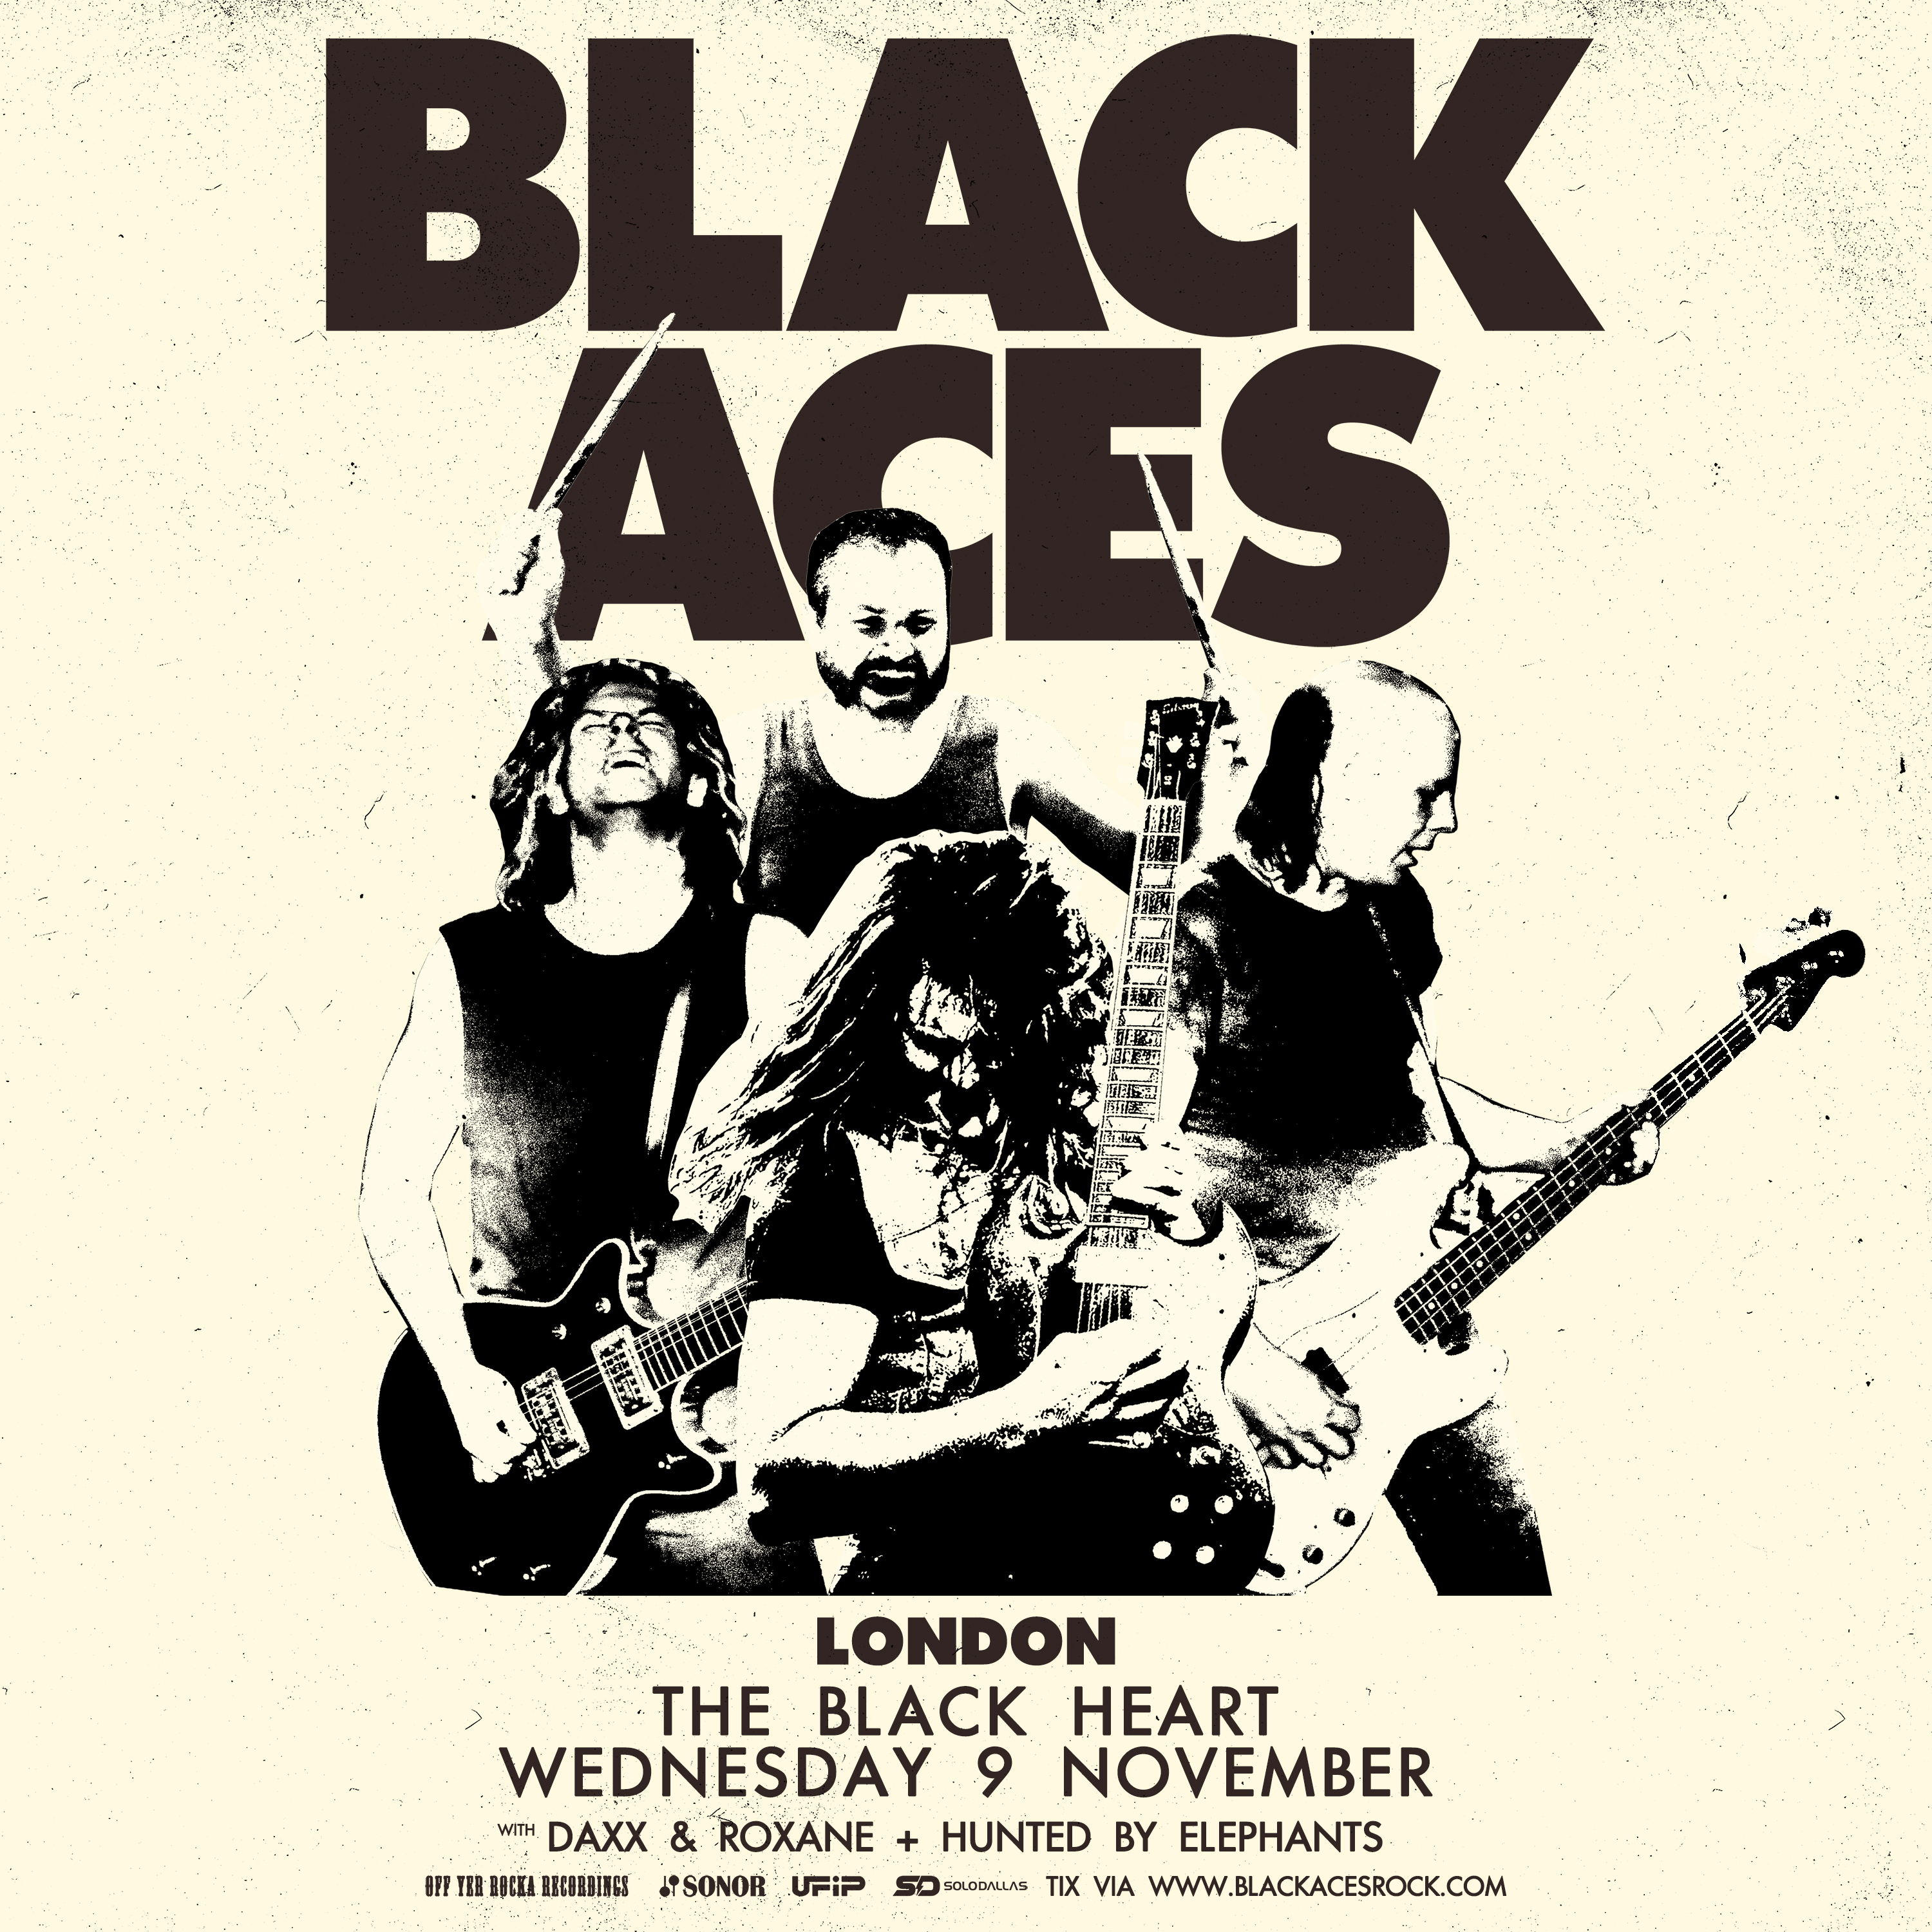 BLACK
ACES
Gibson
LONDON
THE BLACK HEART
WEDNESDAY 9 NOVEMBER
WITH DAXX & ROXANE + HUNTED BY ELEPHANTS
OFF YER ROCKA RECORDINGS SONOR UFIP SD SOLODALLAS TIX VIA WWW.BLACKACESROCK.COM